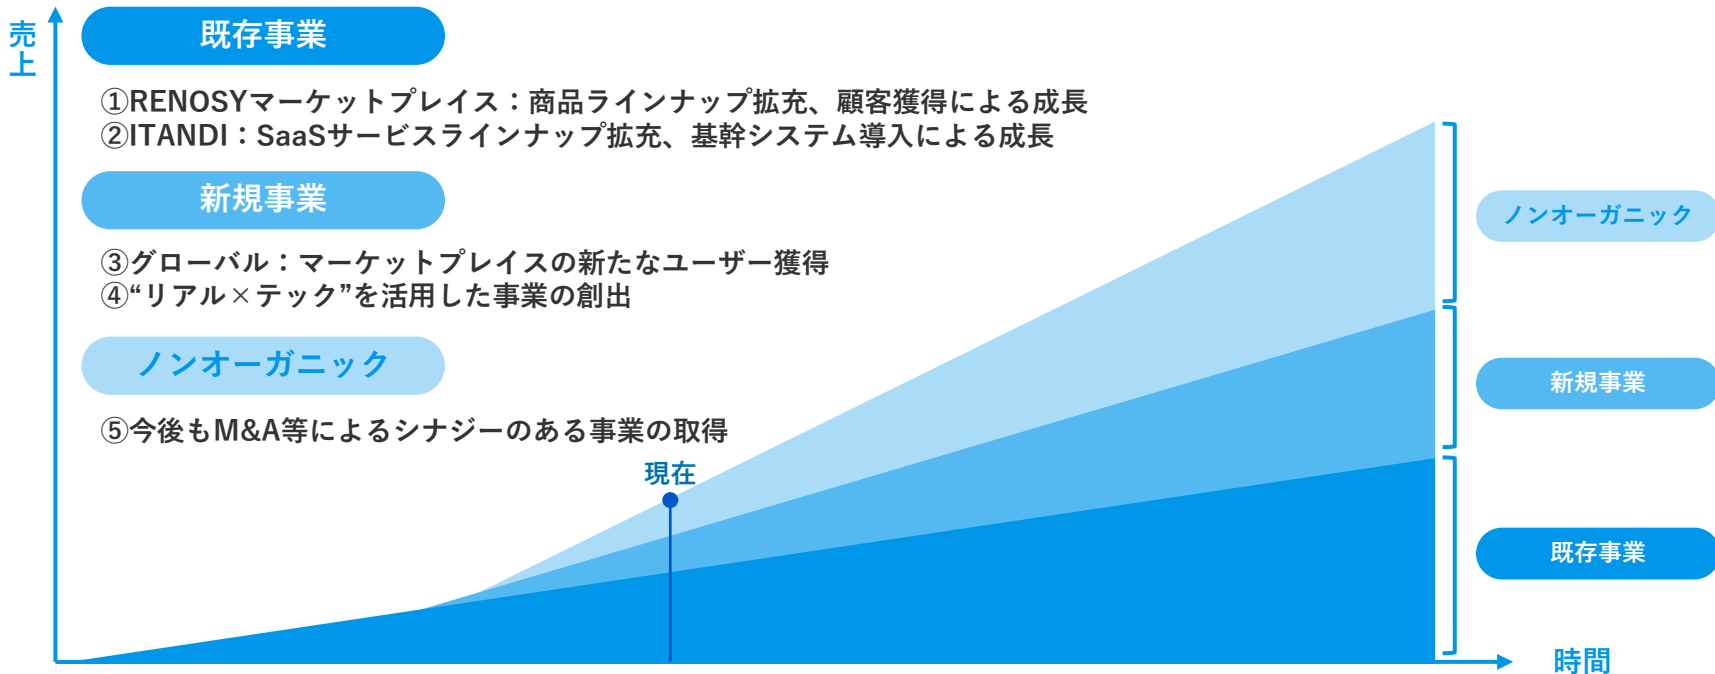 売上
既存事業
①RENOSYマーケットプレイス：商品ラインナップ拡充、顧客獲得による成長
②ITANDI：SaaSサービスラインナップ拡充、基幹システム導入による成長
新規事業
③グローバル：マーケットプレイスの新たなユーザー獲得
④“リアル×テック”を活用した事業の創出
ノンオーガニック
⑤今後もM&A等によるシナジーのある事業の取得
現在
ノンオーガニック
新規事業
既存事業
時間